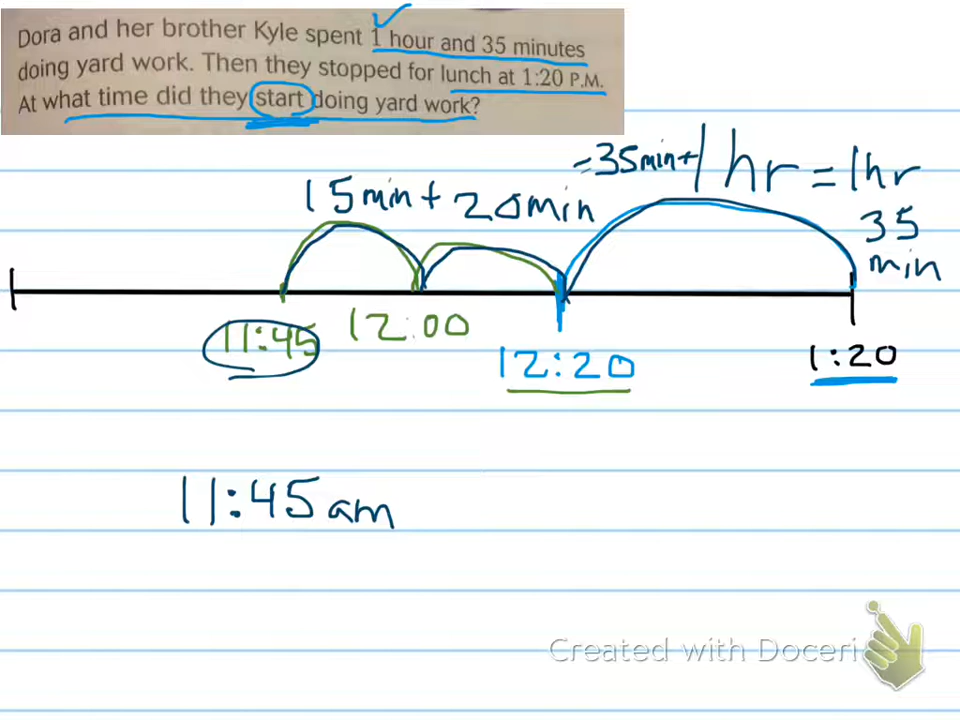 Dora and her brother Kyle spent 1 hour and 35 minutes
doing yard work. Then they stopped for lunch at 1:20 P.M.
At what time did they start doing yard work?
15min + 20min =35min+ 1hr = 1hr
35
min
11:45 12:00 12:20 1:20
11:45am
Created with Doceri